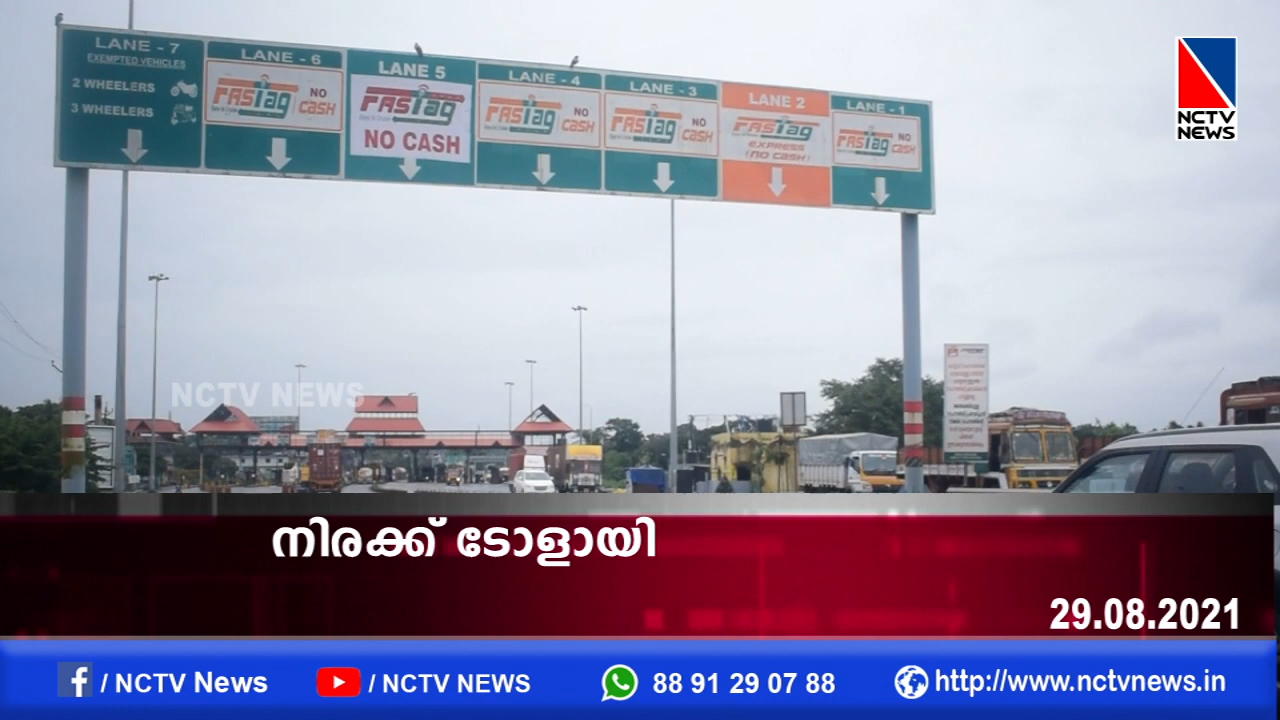 LANE - 7
EXEMPTED VEHICLES
2 WHEELERS
3 WHEELERS
LANE - 6
FASTag NO CASH
LANE 5
FASTag
NO CASH
LANE - 4
FASTag NO CASH
LANE - 3
FASTag NO CASH
LANE 2
FASTag
EXPRESS
(NO CASH)
LANE - 1
FASTag NO CASH
NCTV
NEWS
NCTV NEWS
നിരക്ക് ടോളായി
29.08.2021
/ NCTV News
/ NCTV NEWS
88 91 29 07 88
http://www.nctvnews.in